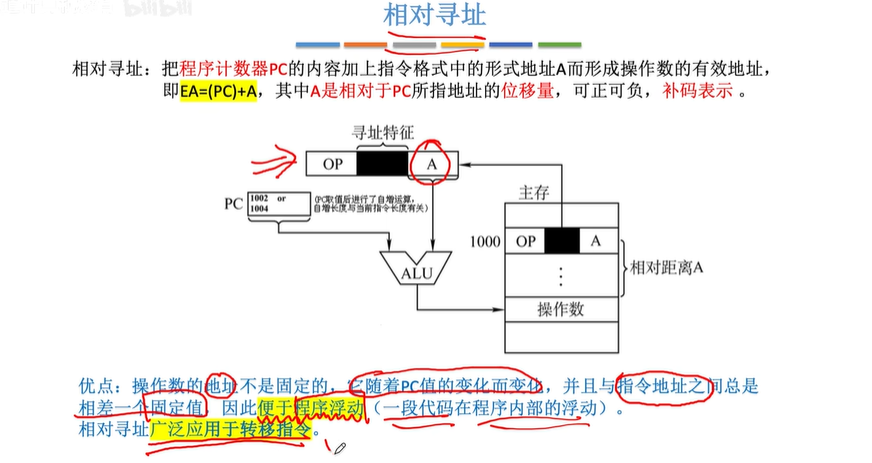 bilibili
相对寻址
相对寻址：把程序计数器PC的内容加上指令格式中的形式地址A而形成操作数的有效地址，
即EA=(PC)+A，其中A是相对于PC所指地址的位移量，可正可负，补码表示 。
寻址特征
OP A
主存
PC 1002 or (PC取值后进行了自增运算，
1004 自增长度与当前指令长度有关)
1000 OP A
ALU
相对距离A
⋮
操作数
优点：操作数的地址不是固定的，它随着PC值的变化而变化，并且与指令地址之间总是
相差一个固定值，因此便于程序浮动（一段代码在程序内部的浮动）。
相对寻址广泛应用于转移指令。